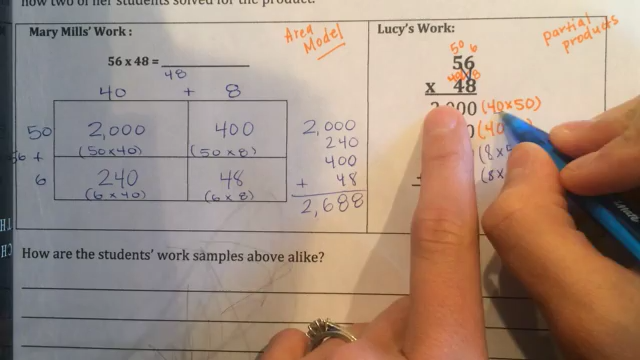 how two of her students solved for the product.
Mary Mills' Work :
Area
Model
56 x 48 =
48
40 + 8
50 2,000 400
(50x40) (50x8)
56 +
6 240 48
(6x40) (6x8)
2,000
240
400
+ 48
2,688
Lucy's Work:
partial
products
50 6
56
40 8
x 48
2,000 (40x50)
0 (40
(8x5
(8x
How are the students' work samples above alike?